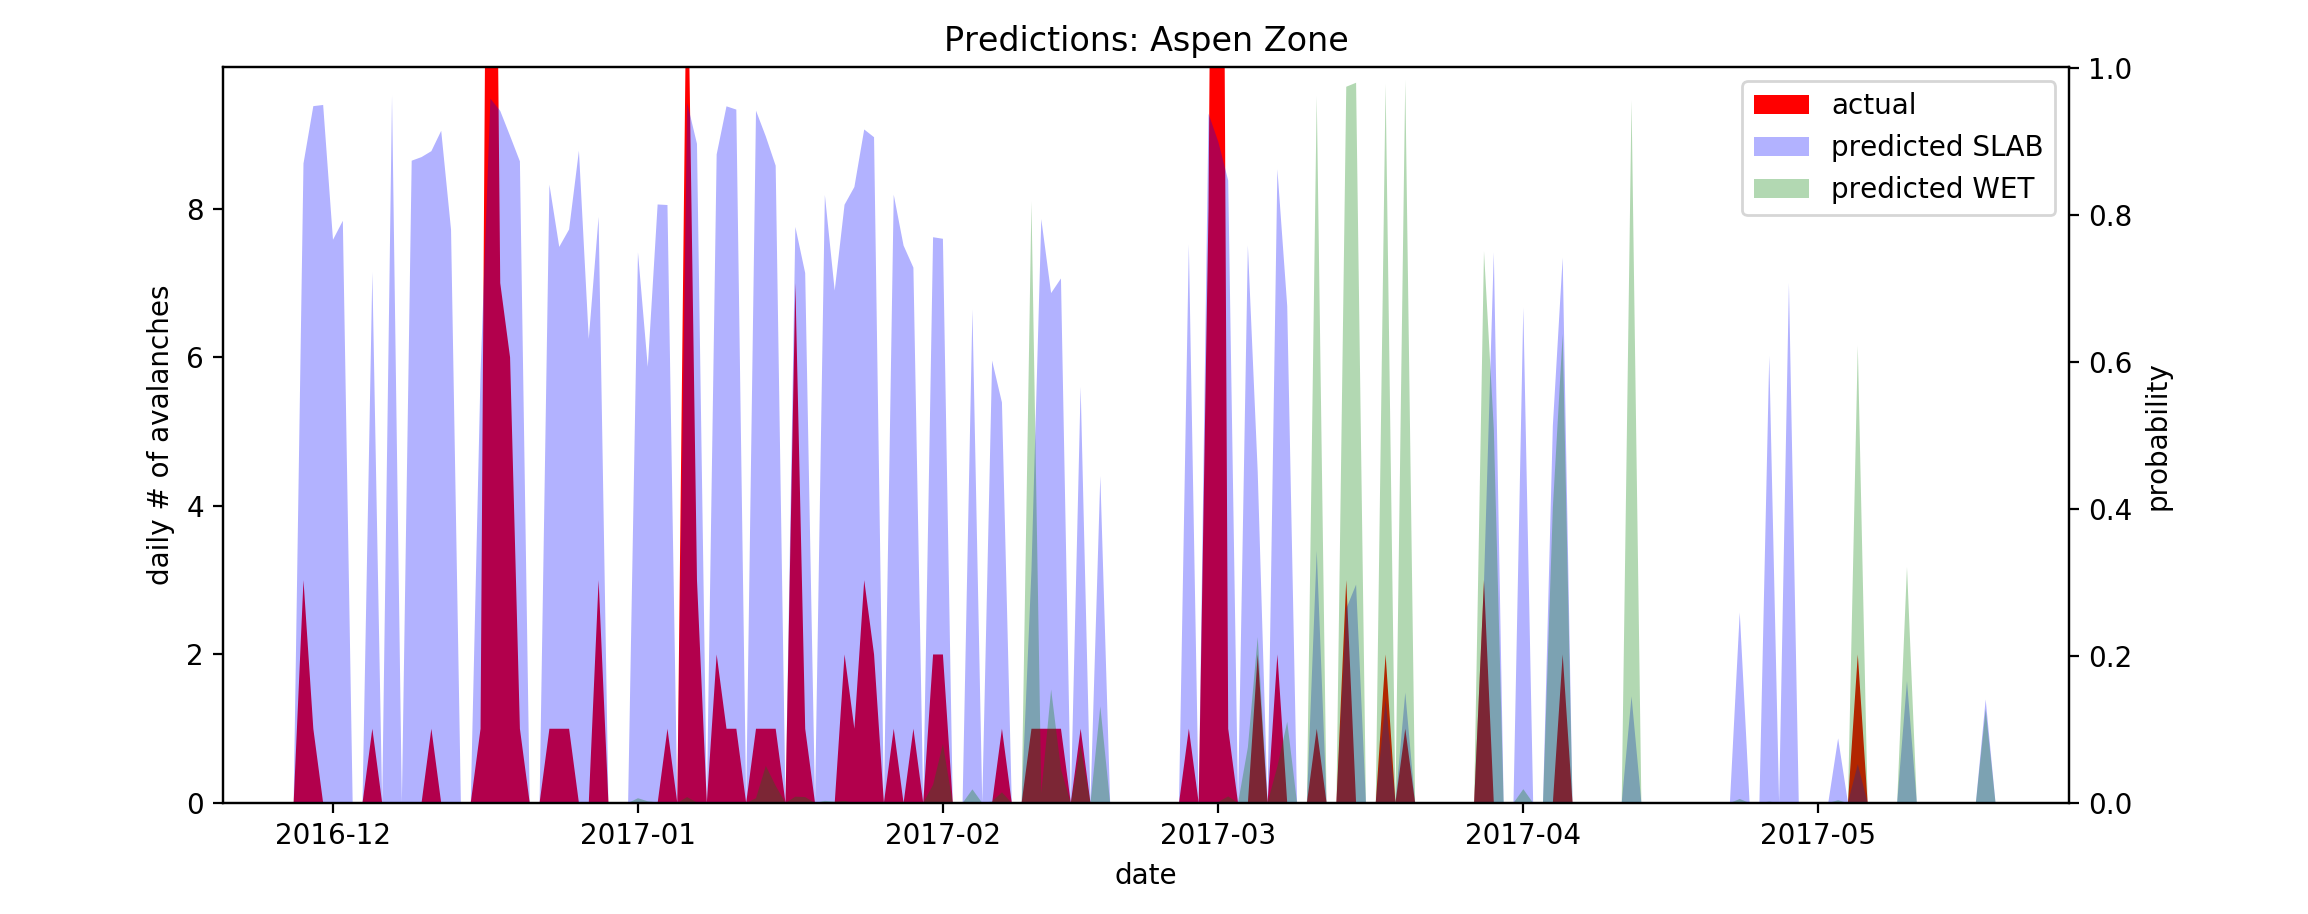 Predictions: Aspen Zone
actual
predicted SLAB
predicted WET
daily # of avalanches
0
2
4
6
8
probability
0.0
0.2
0.4
0.6
0.8
1.0
2016-12
2017-01
2017-02
2017-03
2017-04
2017-05
date